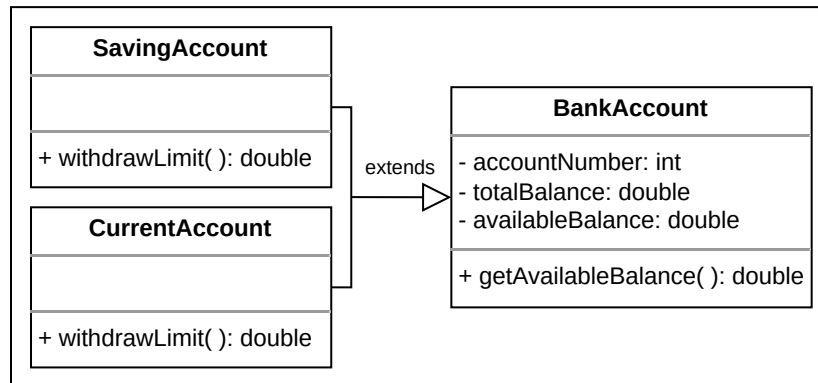 SavingAccount
+ withdrawLimit( ): double
CurrentAccount
+ withdrawLimit( ): double
extends
BankAccount
- accountNumber: int
- totalBalance: double
- availableBalance: double
+ getAvailableBalance( ): double